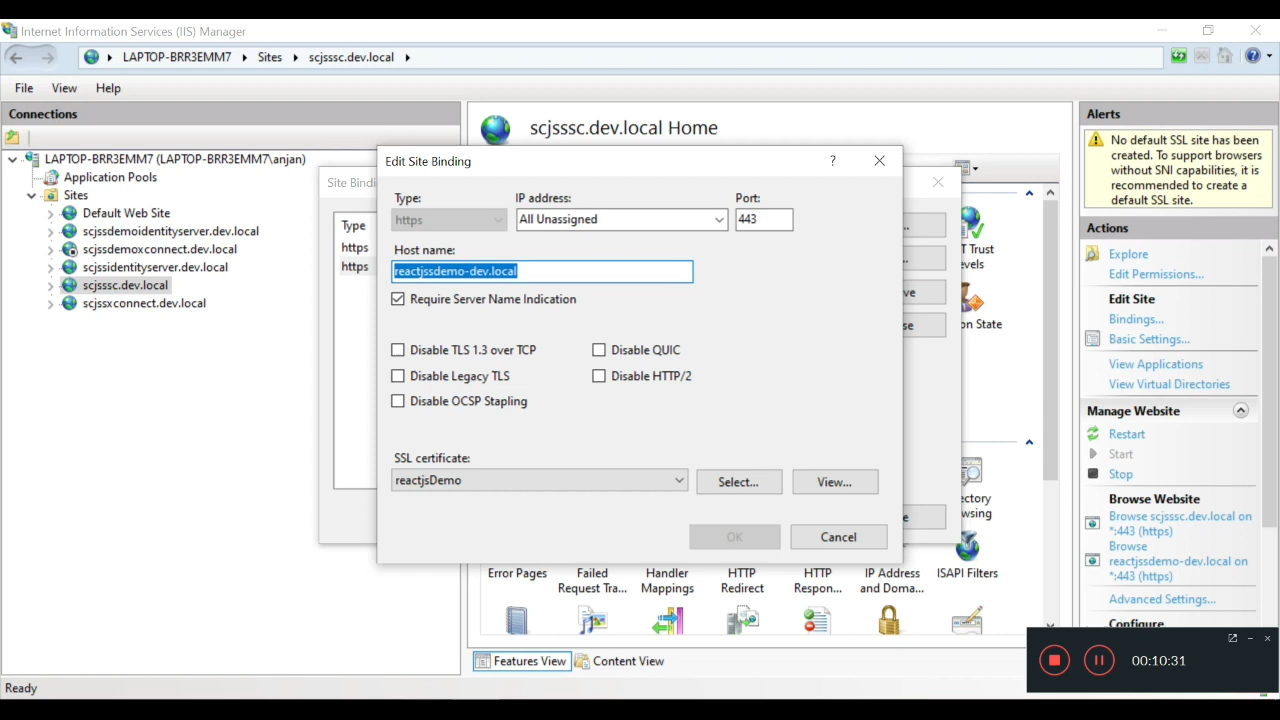 Internet Information Services (IIS) Manager
LAPTOP-BRR3EMM7
Sites
scjsssc.dev.local
File
View
Help
Connections
LAPTOP-BRR3EMM7 (LAPTOP-BRR3EMM7\anjan)
Application Pools
Sites
Default Web Site
scjssdemoidentityserver.dev.local
scjssdemoxconnect.dev.local
scjssidentityserver.dev.local
scjsssc.dev.local
scjssxconnect.dev.local
scjsssc.dev.local Home
Site Bindi
Type
https
https
Edit Site Binding
?
Type:
IP address:
Port:
https
All Unassigned
443
Host name:
reactjssdemo-dev.local
Require Server Name Indication
Disable TLS 1.3 over TCP
Disable QUIC
Disable Legacy TLS
Disable HTTP/2
Disable OCSP Stapling
SSL certificate:
reactjsDemo
Select...
View...
OK
Cancel
...
...
ve
se
e
T Trust
evels
on State
ectory
wsing
Error Pages
Failed
Request Tra...
Handler
Mappings
HTTP
Redirect
HTTP
Respon...
IP Address
and Doma...
ISAPI Filters
Features View
Content View
Alerts
No default SSL site has been
created. To support browsers
without SNI capabilities, it is
recommended to create a
default SSL site.
Actions
Explore
Edit Permissions...
Edit Site
Bindings...
Basic Settings...
View Applications
View Virtual Directories
Manage Website
Restart
Start
Stop
Browse Website
Browse scjsssc.dev.local on
*:443 (https)
Browse
reactjssdemo-dev.local on
*:443 (https)
Advanced Settings...
Configure
00:10:31
Ready